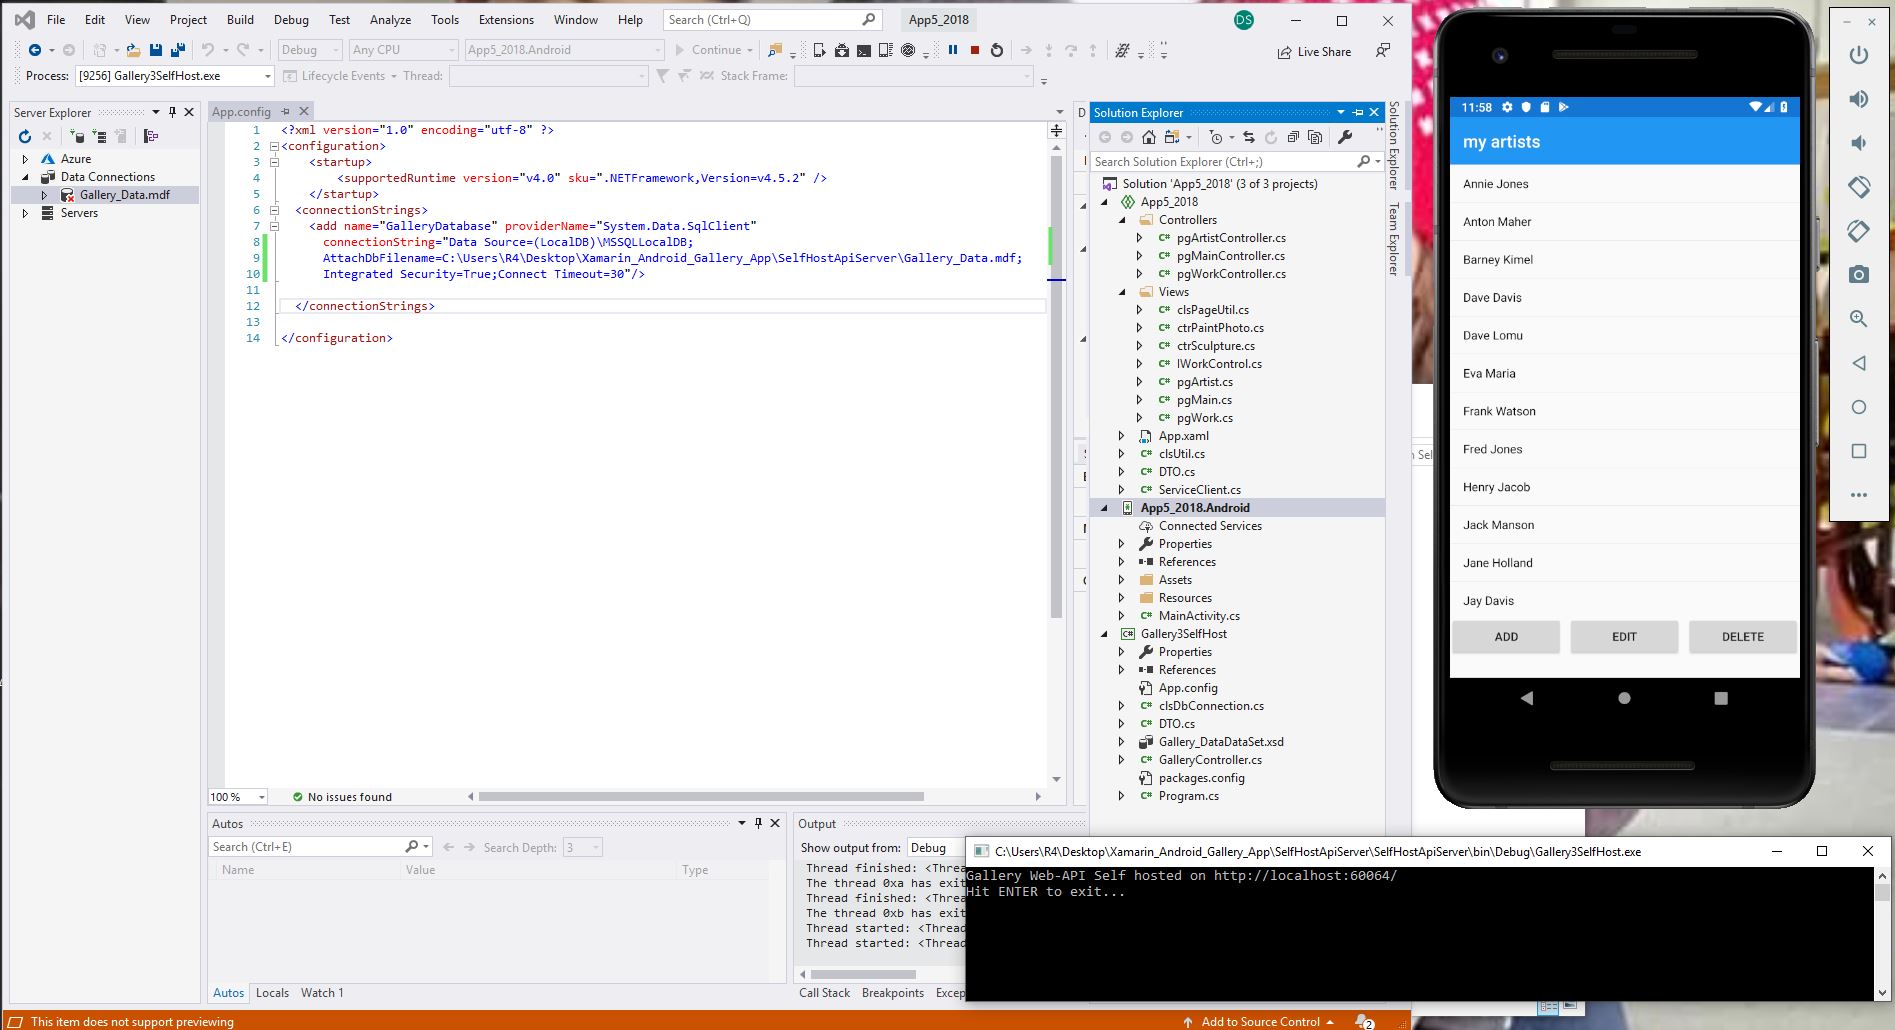 File Edit View Project Build Debug Test Analyze Tools Extensions Window Help Search (Ctrl+Q) App5_2018 DS
Debug Any CPU App5_2018.Android Continue Live Share
Process: [9256] Gallery3SelfHost.exe Lifecycle Events Thread: Stack Frame:
Server Explorer
Azure
Data Connections
Gallery_Data.mdf
Servers
App.config
1 <?xml version="1.0" encoding="utf-8" ?>
2 <configuration>
3 <startup>
4 <supportedRuntime version="v4.0" sku=".NETFramework,Version=v4.5.2" />
5 </startup>
6 <connectionStrings>
7 <add name="GalleryDatabase" providerName="System.Data.SqlClient"
8 connectionString="Data Source=(LocalDB)\MSSQLLocalDB;
9 AttachDbFilename=C:\Users\R4\Desktop\Xamarin_Android_Gallery_App\SelfHostApiServer\Gallery_Data.mdf;
10 Integrated Security=True;Connect Timeout=30"/>
11
12 </connectionStrings>
13
14 </configuration>
100 % No issues found
Autos
Search (Ctrl+E) Search Depth: 3
Name Value Type
Autos Locals Watch 1
Output
Show output from: Debug
Thread finished: <Threa
The thread 0xa has exit
Thread finished: <Threa
The thread 0xb has exit
Thread started: <Thread
Thread started: <Thread
Call Stack Breakpoints Excep
Solution Explorer
Search Solution Explorer (Ctrl+;)
Solution 'App5_2018' (3 of 3 projects)
App5_2018
Controllers
pgArtistController.cs
pgMainController.cs
pgWorkController.cs
Views
clsPageUtil.cs
ctrPaintPhoto.cs
ctrSculpture.cs
IWorkControl.cs
pgArtist.cs
pgMain.cs
pgWork.cs
App.xaml
clsUtil.cs
DTO.cs
ServiceClient.cs
App5_2018.Android
Connected Services
Properties
References
Assets
Resources
MainActivity.cs
Gallery3SelfHost
Properties
References
App.config
clsDbConnection.cs
DTO.cs
Gallery_DataDataSet.xsd
GalleryController.cs
packages.config
Program.cs
Solution Explorer
Team Explorer
11:58
my artists
Annie Jones
Anton Maher
Barney Kimel
Dave Davis
Dave Lomu
Eva Maria
Frank Watson
Fred Jones
Henry Jacob
Jack Manson
Jane Holland
Jay Davis
ADD EDIT DELETE
C:\Users\R4\Desktop\Xamarin_Android_Gallery_App\SelfHostApiServer\SelfHostApiServer\bin\Debug\Gallery3SelfHost.exe
Gallery Web-API Self hosted on http://localhost:60064/
Hit ENTER to exit...
This item does not support previewing Add to Source Control 2